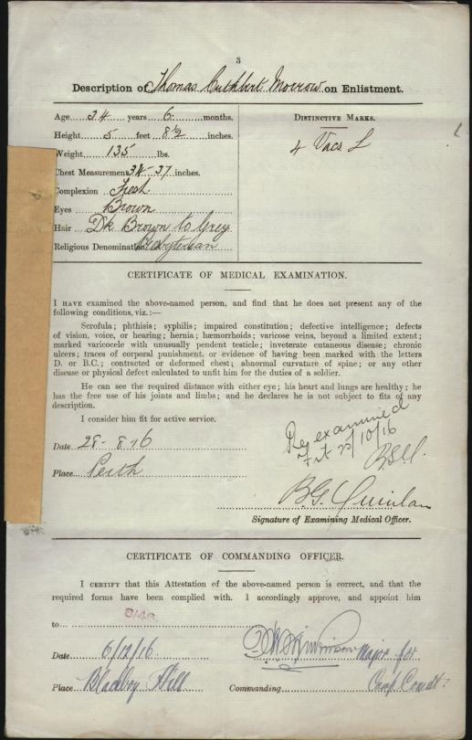 3
Description of Thomas Cuthbert Morrow on Enlistment.
Age 34 years 6 months.
Height 5 feet 8½ inches.
Weight 135 lbs.
Chest Measurement 34-37 inches.
Complexion Fresh
Eyes Brown
Hair Dk Brown to Grey
Religious Denomination Presbyterian
DISTINCTIVE MARKS.
4 Vacs L
CERTIFICATE OF MEDICAL EXAMINATION.
I HAVE examined the above-named person, and find that he does not present any of the
following conditions, viz.:—
Scrofula; phthisis; syphilis; impaired constitution; defective intelligence; defects
of vision, voice, or hearing; hernia; hæmorrhoids; varicose veins, beyond a limited extent;
marked varicocele with unusually pendent testicle; inveterate cutaneous disease; chronic
ulcers; traces of corporal punishment, or evidence of having been marked with the letters
D. or B.C.; contracted or deformed chest; abnormal curvature of spine; or any other
disease or physical defect calculated to unfit him for the duties of a soldier.
He can see the required distance with either eye; his heart and lungs are healthy; he
has the free use of his joints and limbs; and he declares he is not subject to fits of any
description.
I consider him fit for active service.
Date 28-8-16
Place Perth
Re examined
Fit /10/16
B.G. Quinlan
Signature of Examining Medical Officer.
CERTIFICATE OF COMMANDING OFFICER.
I CERTIFY that this Attestation of the above-named person is correct, and that the
required forms have been complied with. I accordingly approve, and appoint him
to
Date 6/12/16
Major for
Place Blackboy Hill
Commanding Camp Comdt